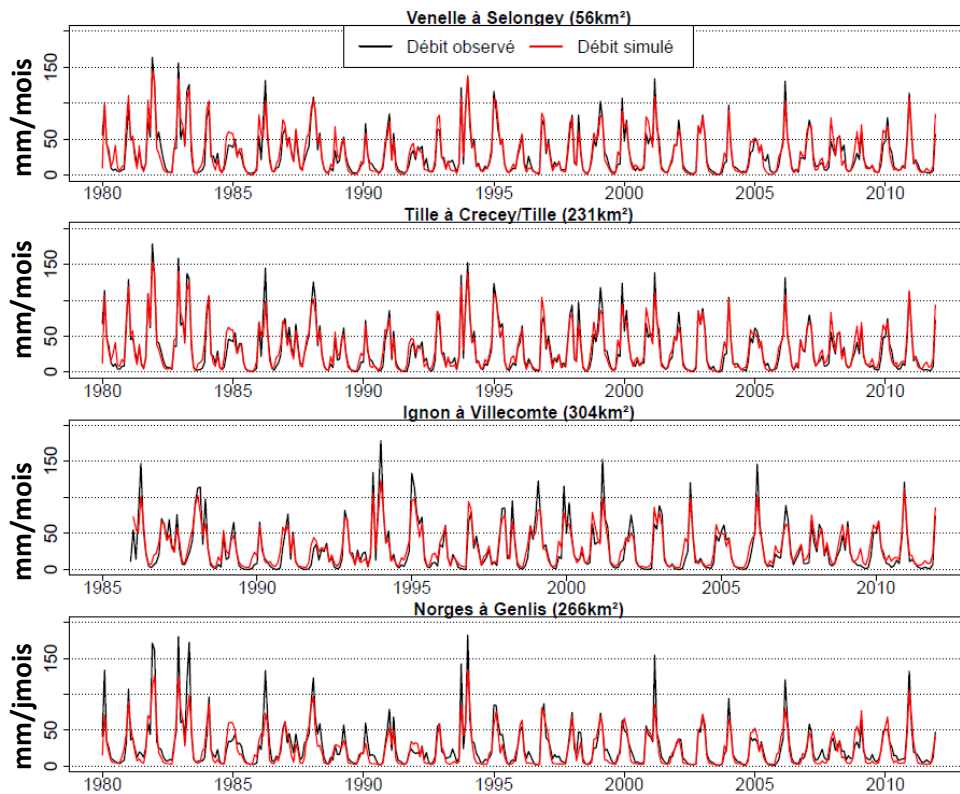 Venelle à Selongey (56km²)
Débit observé Débit simulé
mm/mois
0 50 150
1980 1985 1990 1995 2000 2005 2010
Tille à Crecey/Tille (231km²)
mm/mois
0 50 150
1980 1985 1990 1995 2000 2005 2010
Ignon à Villecomte (304km²)
mm/mois
0 50 150
1985 1990 1995 2000 2005 2010
Norges à Genlis (266km²)
mm/jmois
0 50 150
1980 1985 1990 1995 2000 2005 2010